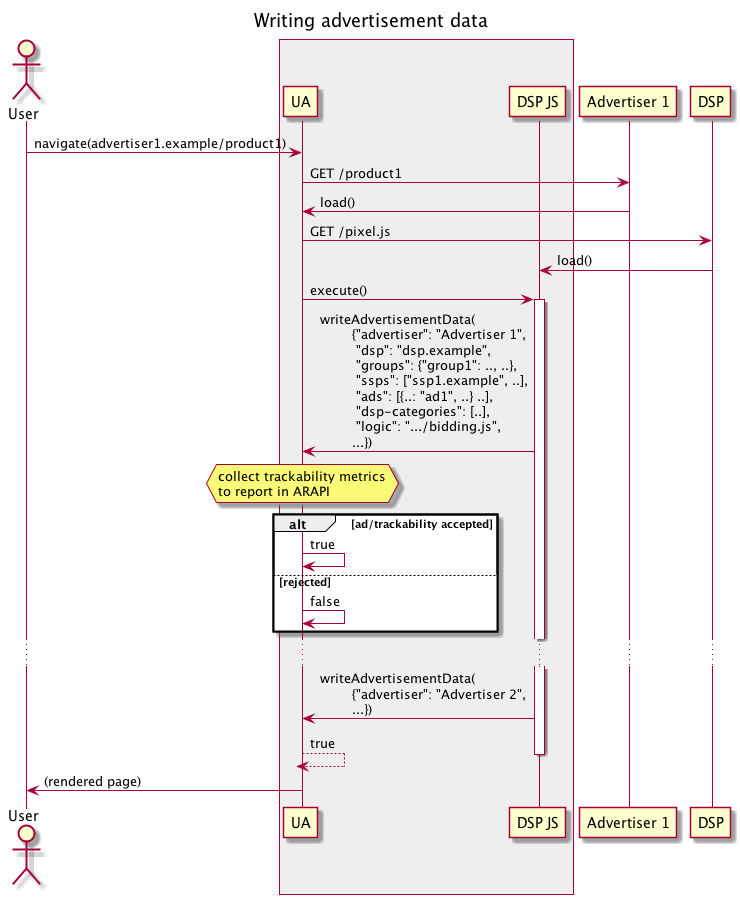 Writing advertisement data
User
UA
DSP JS
Advertiser 1
DSP
navigate(advertiser1.example/product1)
GET /product1
load()
GET /pixel.js
load()
execute()
writeAdvertisementData(
{"advertiser": "Advertiser 1",
"dsp": "dsp.example",
"groups": {"group1": .., ..},
"ssps": ["ssp1.example", ..],
"ads": [{..: "ad1", ..} ..],
"dsp-categories": [..],
"logic": ".../bidding.js",
...})
collect trackability metrics
to report in ARAPI
alt [ad/trackability accepted]
true
[rejected]
false
writeAdvertisementData(
{"advertiser": "Advertiser 2",
...})
true
(rendered page)
User
UA
DSP JS
Advertiser 1
DSP